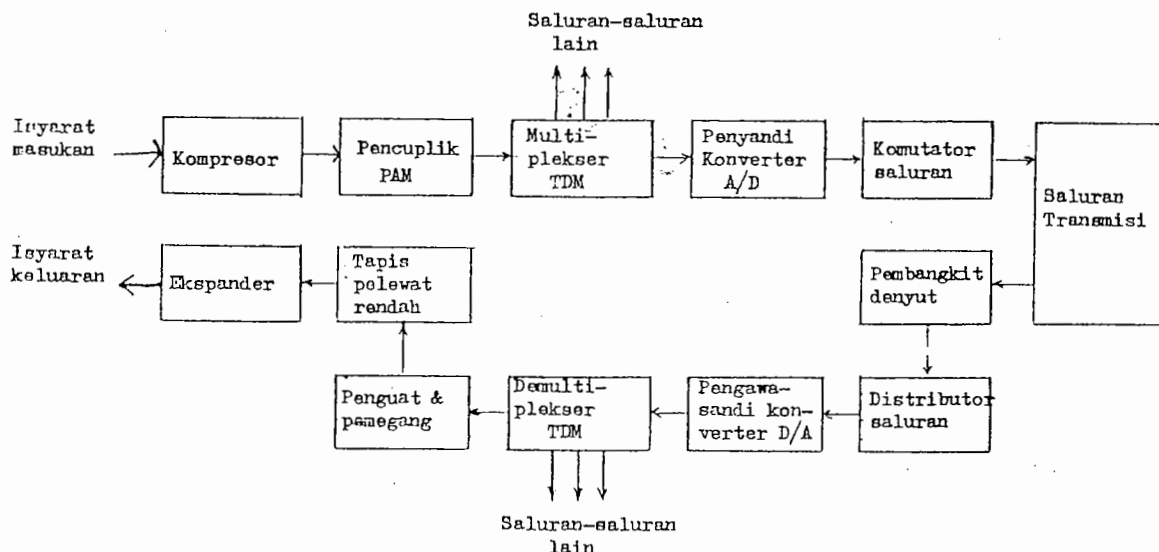 Saluran-saluran
lain
Isyarat
masukan
Kompresor
Pencuplik
PAM
Multi-
plekser
TDM
Penyandi
Konverter
A/D
Komutator
saluran
Saluran
Transmisi
Isyarat
keluaran
Ekspander
Tapis
pelewat
rendah
Pembangkit
denyut
Penguat &
pemegang
Demulti-
plekser
TDM
Pengawa-
sandi kon-
verter D/A
Distributor
saluran
Saluran-saluran
lain